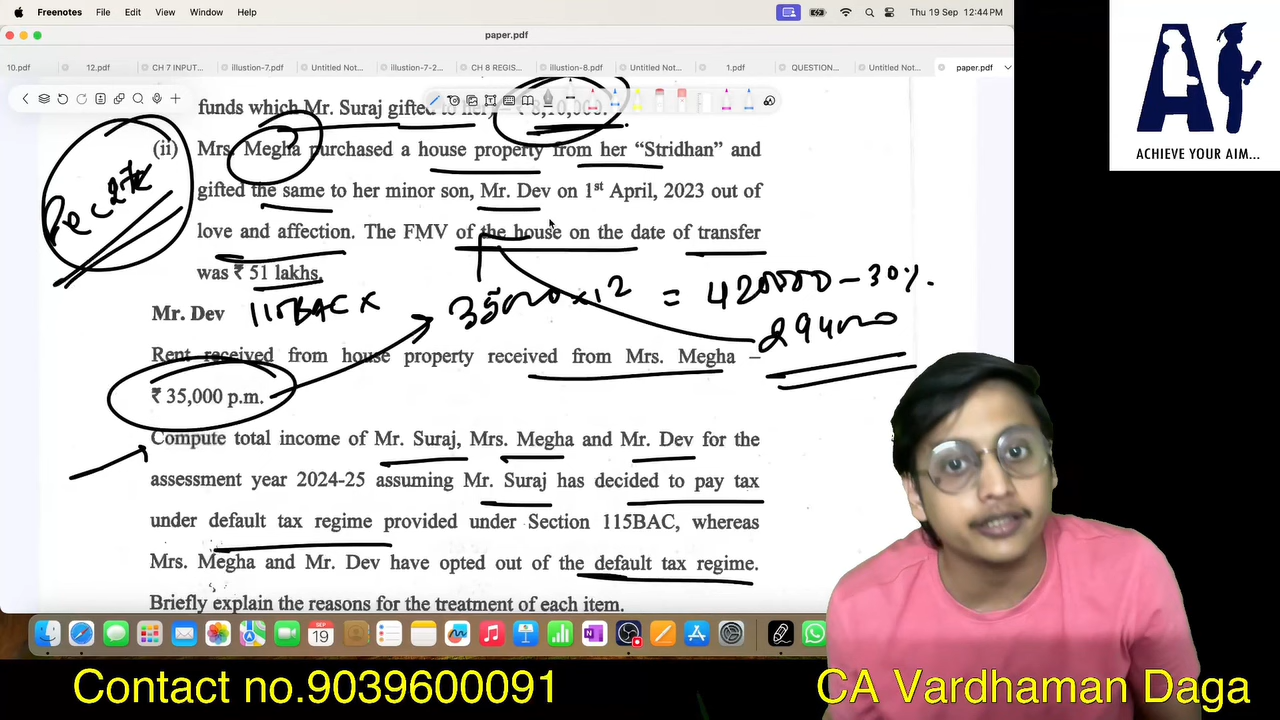 Freenotes File Edit View Window Help Thu 19 Sep 12:44 PM
paper.pdf
10.pdf 12.pdf CH 7 INPUT... illustion-7.pdf Untitled Not... illustion-7-2... CH 8 REGIS... illustion-8.pdf Untitled Not... 1.pdf QUESTION... Untitled Not... paper.pdf
funds which Mr. Suraj gifted to her) – ₹ 8,10,000.
(ii) Mrs. Megha purchased a house property from her “Stridhan” and
gifted the same to her minor son, Mr. Dev on 1st April, 2023 out of
love and affection. The FMV of the house on the date of transfer
was ₹ 51 lakhs.
35000 x 12 = 420000 – 30%.
294000
Mr. Dev 115BAC x
Rent received from house property received from Mrs. Megha –
₹ 35,000 p.m.
Compute total income of Mr. Suraj, Mrs. Megha and Mr. Dev for the
assessment year 2024-25 assuming Mr. Suraj has decided to pay tax
under default tax regime provided under Section 115BAC, whereas
Mrs. Megha and Mr. Dev have opted out of the default tax regime.
Briefly explain the reasons for the treatment of each item.
SEP
19
AI
ACHIEVE YOUR AIM...
Contact no.9039600091
CA Vardhaman Daga